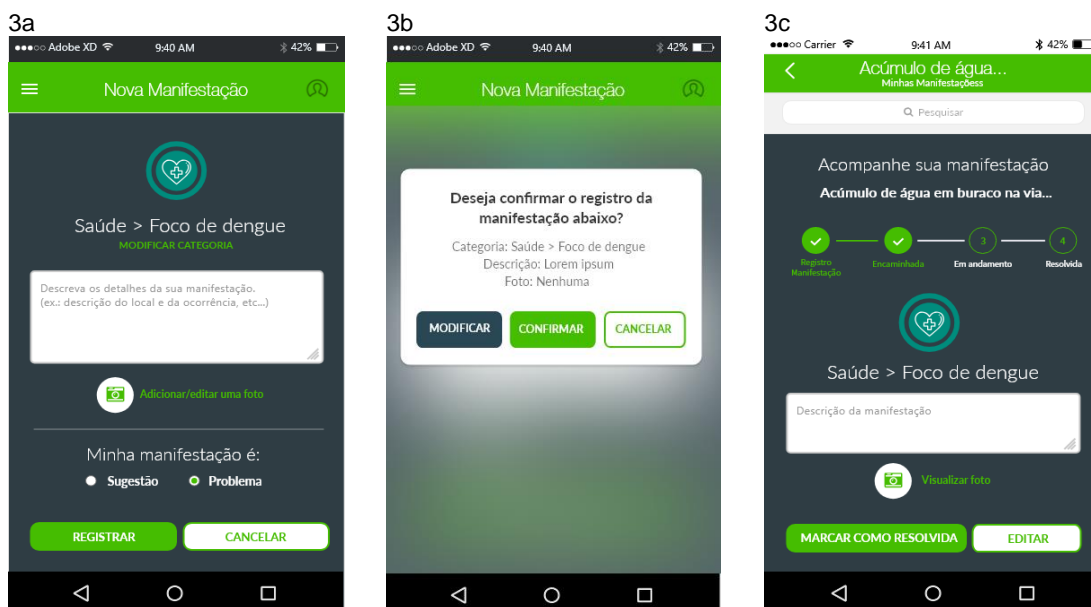 3a
●●●○○ Adobe XD 9:40 AM 42%
Nova Manifestação
Saúde > Foco de dengue
MODIFICAR CATEGORIA
Descreva os detalhes da sua manifestação.
(ex.: descrição do local e da ocorrência, etc...)
Adicionar/editar uma foto
Minha manifestação é:
Sugestão Problema
REGISTRAR CANCELAR
3b
●●●○○ Adobe XD 9:40 AM 42%
Nova Manifestação
Deseja confirmar o registro da
manifestação abaixo?
Categoria: Saúde > Foco de dengue
Descrição: Lorem ipsum
Foto: Nenhuma
MODIFICAR CONFIRMAR CANCELAR
3c
●●●○○ Carrier 9:41 AM 42%
Acúmulo de água...
Minhas Manifestaçõess
Pesquisar
Acompanhe sua manifestação
Acúmulo de água em buraco na via...
3 4
Registro Encaminhada Em andamento Resolvida
Manifestação
Saúde > Foco de dengue
Descrição da manifestação
Visualizar foto
MARCAR COMO RESOLVIDA EDITAR